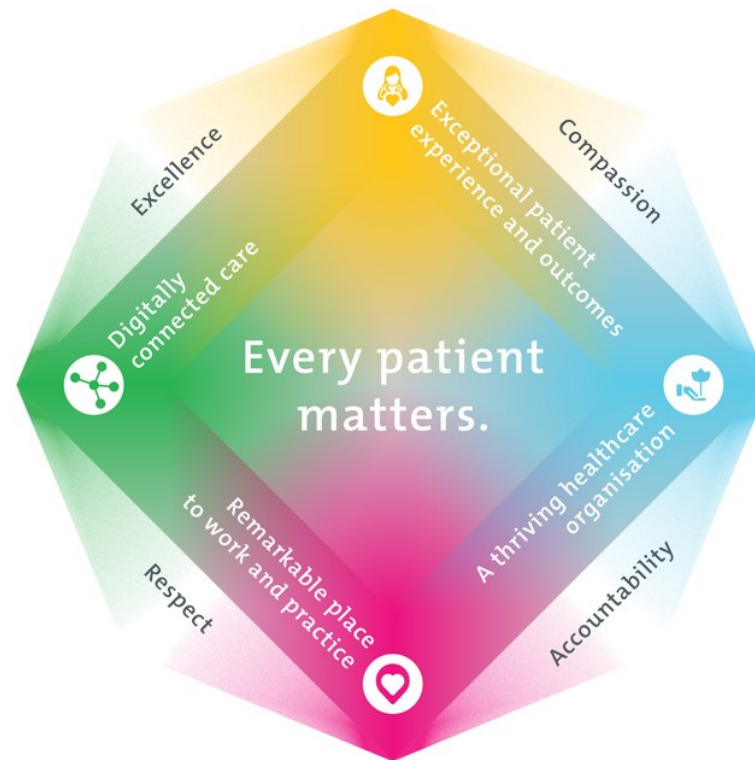 Excellence
Compassion
Exceptional patient
experience and outcomes
Digitally
connected care
Every patient
matters.
Remarkable place
to work and practice
A thriving healthcare
organisation
Respect
Accountability